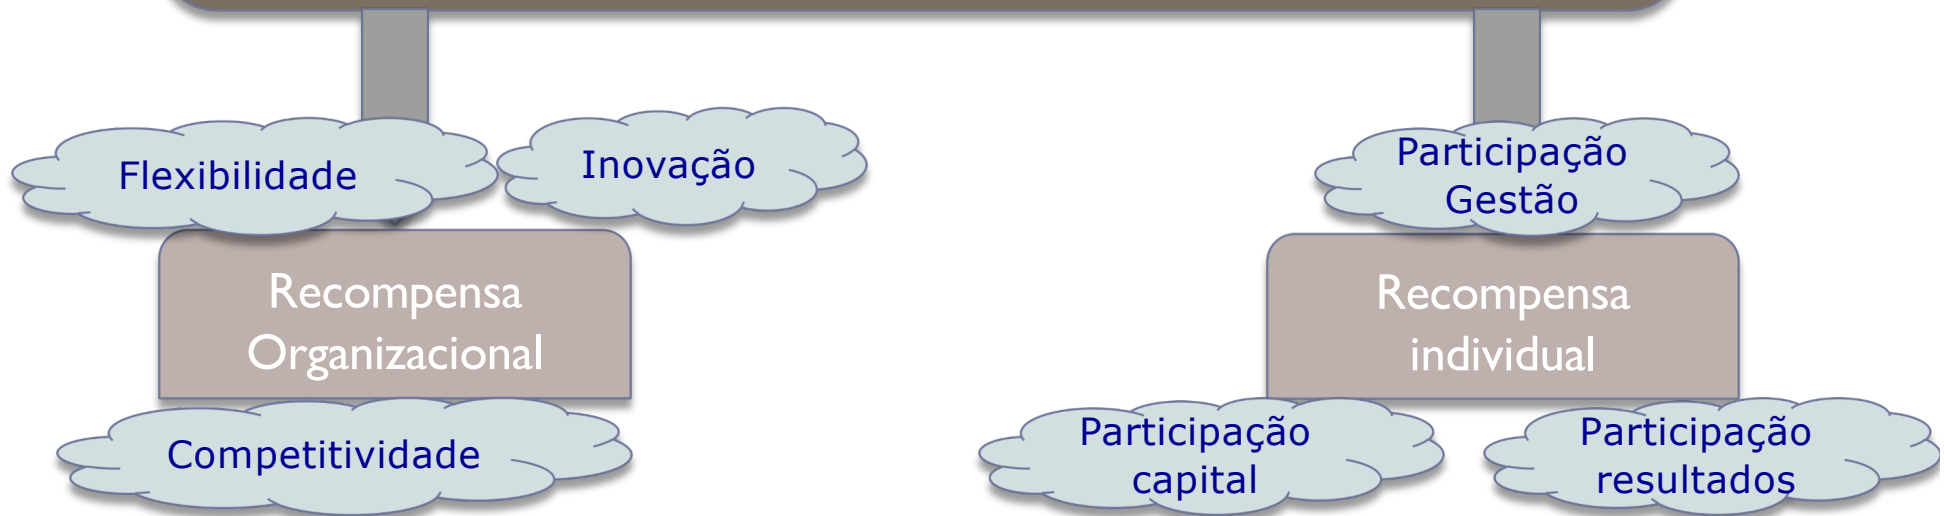 Flexibilidade
Inovação
Recompensa
Organizacional
Competitividade
Participação
Gestão
Recompensa
individual
Participação
capital
Participação
resultados